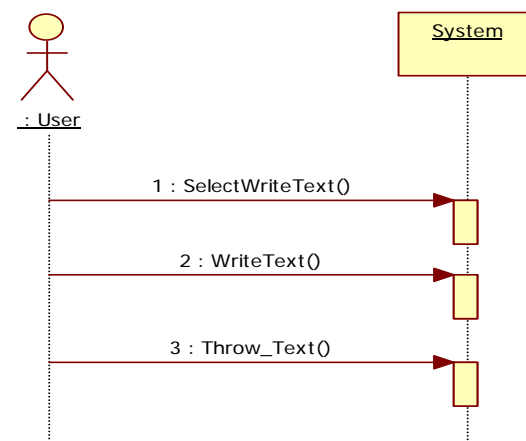 System
: User
1 : SelectWriteText()
2 : WriteText()
3 : Throw_Text()